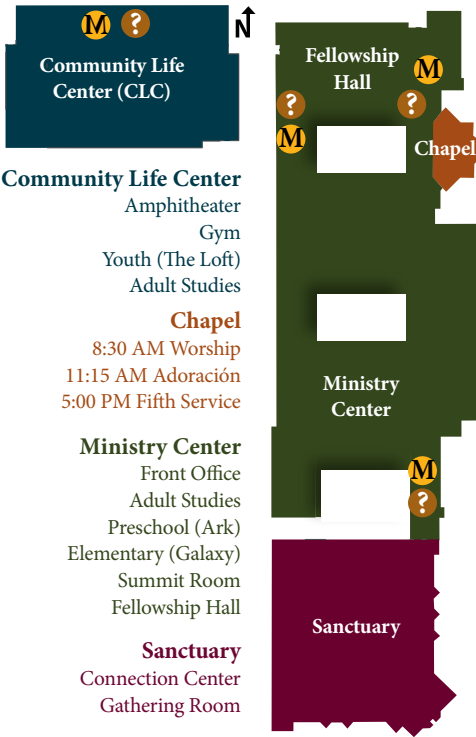 M ?
N
Community Life
Center (CLC)
Fellowship
Hall
M
? ?
M
Chapel
Community Life Center
Amphitheater
Gym
Youth (The Loft)
Adult Studies
Chapel
8:30 AM Worship
11:15 AM Adoración
5:00 PM Fifth Service
Ministry
Center
Ministry Center
Front Office
Adult Studies
Preschool (Ark)
Elementary (Galaxy)
Summit Room
Fellowship Hall
M
?
Sanctuary
Sanctuary
Connection Center
Gathering Room